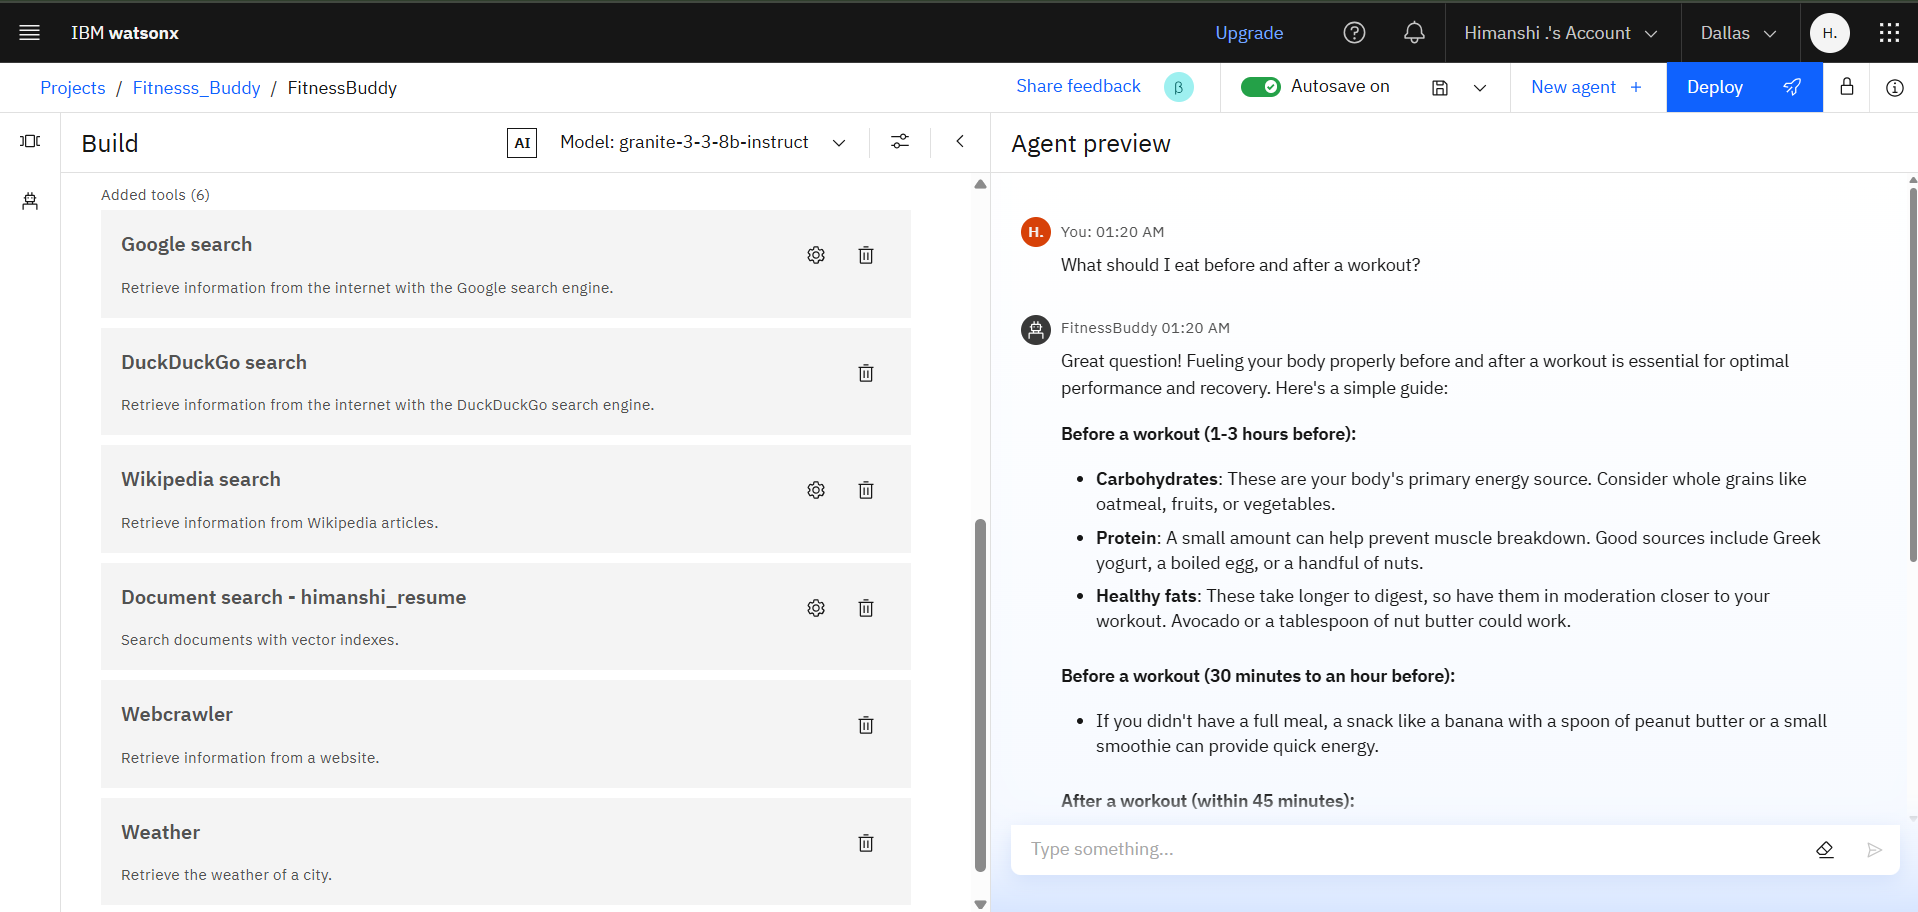 IBM watsonx
Upgrade
Himanshi .'s Account
Dallas
H.
Projects / Fitnesss_Buddy / FitnessBuddy
Share feedback
β
Autosave on
New agent +
Deploy
Build
AI
Model: granite-3-3-8b-instruct
Added tools (6)
Google search
Retrieve information from the internet with the Google search engine.
DuckDuckGo search
Retrieve information from the internet with the DuckDuckGo search engine.
Wikipedia search
Retrieve information from Wikipedia articles.
Document search - himanshi_resume
Search documents with vector indexes.
Webcrawler
Retrieve information from a website.
Weather
Retrieve the weather of a city.
Agent preview
H.
You: 01:20 AM
What should I eat before and after a workout?
FitnessBuddy 01:20 AM
Great question! Fueling your body properly before and after a workout is essential for optimal
performance and recovery. Here's a simple guide:
Before a workout (1-3 hours before):
• Carbohydrates: These are your body's primary energy source. Consider whole grains like
oatmeal, fruits, or vegetables.
• Protein: A small amount can help prevent muscle breakdown. Good sources include Greek
yogurt, a boiled egg, or a handful of nuts.
• Healthy fats: These take longer to digest, so have them in moderation closer to your
workout. Avocado or a tablespoon of nut butter could work.
Before a workout (30 minutes to an hour before):
• If you didn't have a full meal, a snack like a banana with a spoon of peanut butter or a small
smoothie can provide quick energy.
After a workout (within 45 minutes):
Type something...